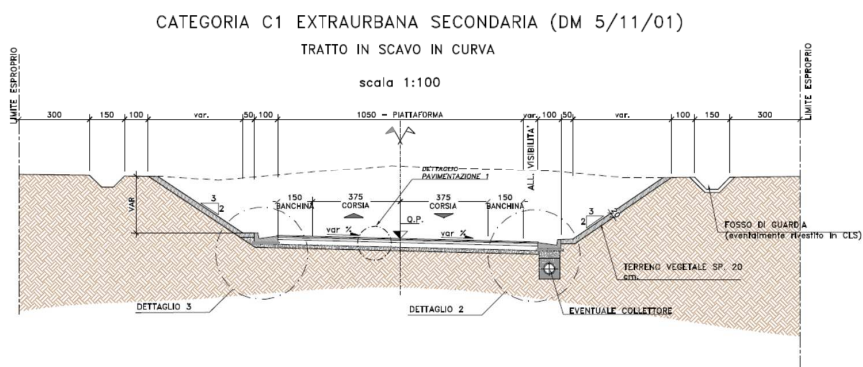 CATEGORIA C1 EXTRAURBANA SECONDARIA (DM 5/11/01)
TRATTO IN SCAVO IN CURVA
scala 1:100
LIMITE ESPROPRIO
LIMITE ESPROPRIO
300 150 100 var. 50 100 1050 - PIATTAFORMA var. 100 50 var. 100 150 300
ALL. VISIBILITA'
DETTAGLIO
PAVIMENTAZIONE 1
VAR
3
2
150 375 375 150
BANCHINA CORSIA CORSIA BANCHINA
3
2
Q.P.
var % var %
FOSSO DI GUARDIA
(eventalmente rivestito in CLS)
TERRENO VEGETALE SP. 20
cm.
DETTAGLIO 3
DETTAGLIO 2
EVENTUALE COLLETTORE